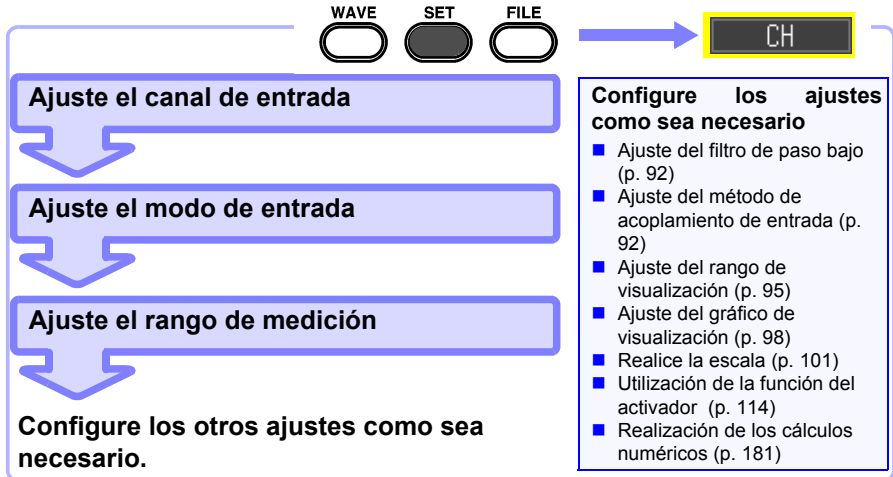 WAVE SET FILE
CH
Ajuste el canal de entrada
Ajuste el modo de entrada
Ajuste el rango de medición
Configure los otros ajustes como sea
necesario.
Configure los ajustes
como sea necesario
■ Ajuste del filtro de paso bajo
(p. 92)
■ Ajuste del método de
acoplamiento de entrada (p.
92)
■ Ajuste del rango de
visualización (p. 95)
■ Ajuste del gráfico de
visualización (p. 98)
■ Realice la escala (p. 101)
■ Utilización de la función del
activador (p. 114)
■ Realización de los cálculos
numéricos (p. 181)